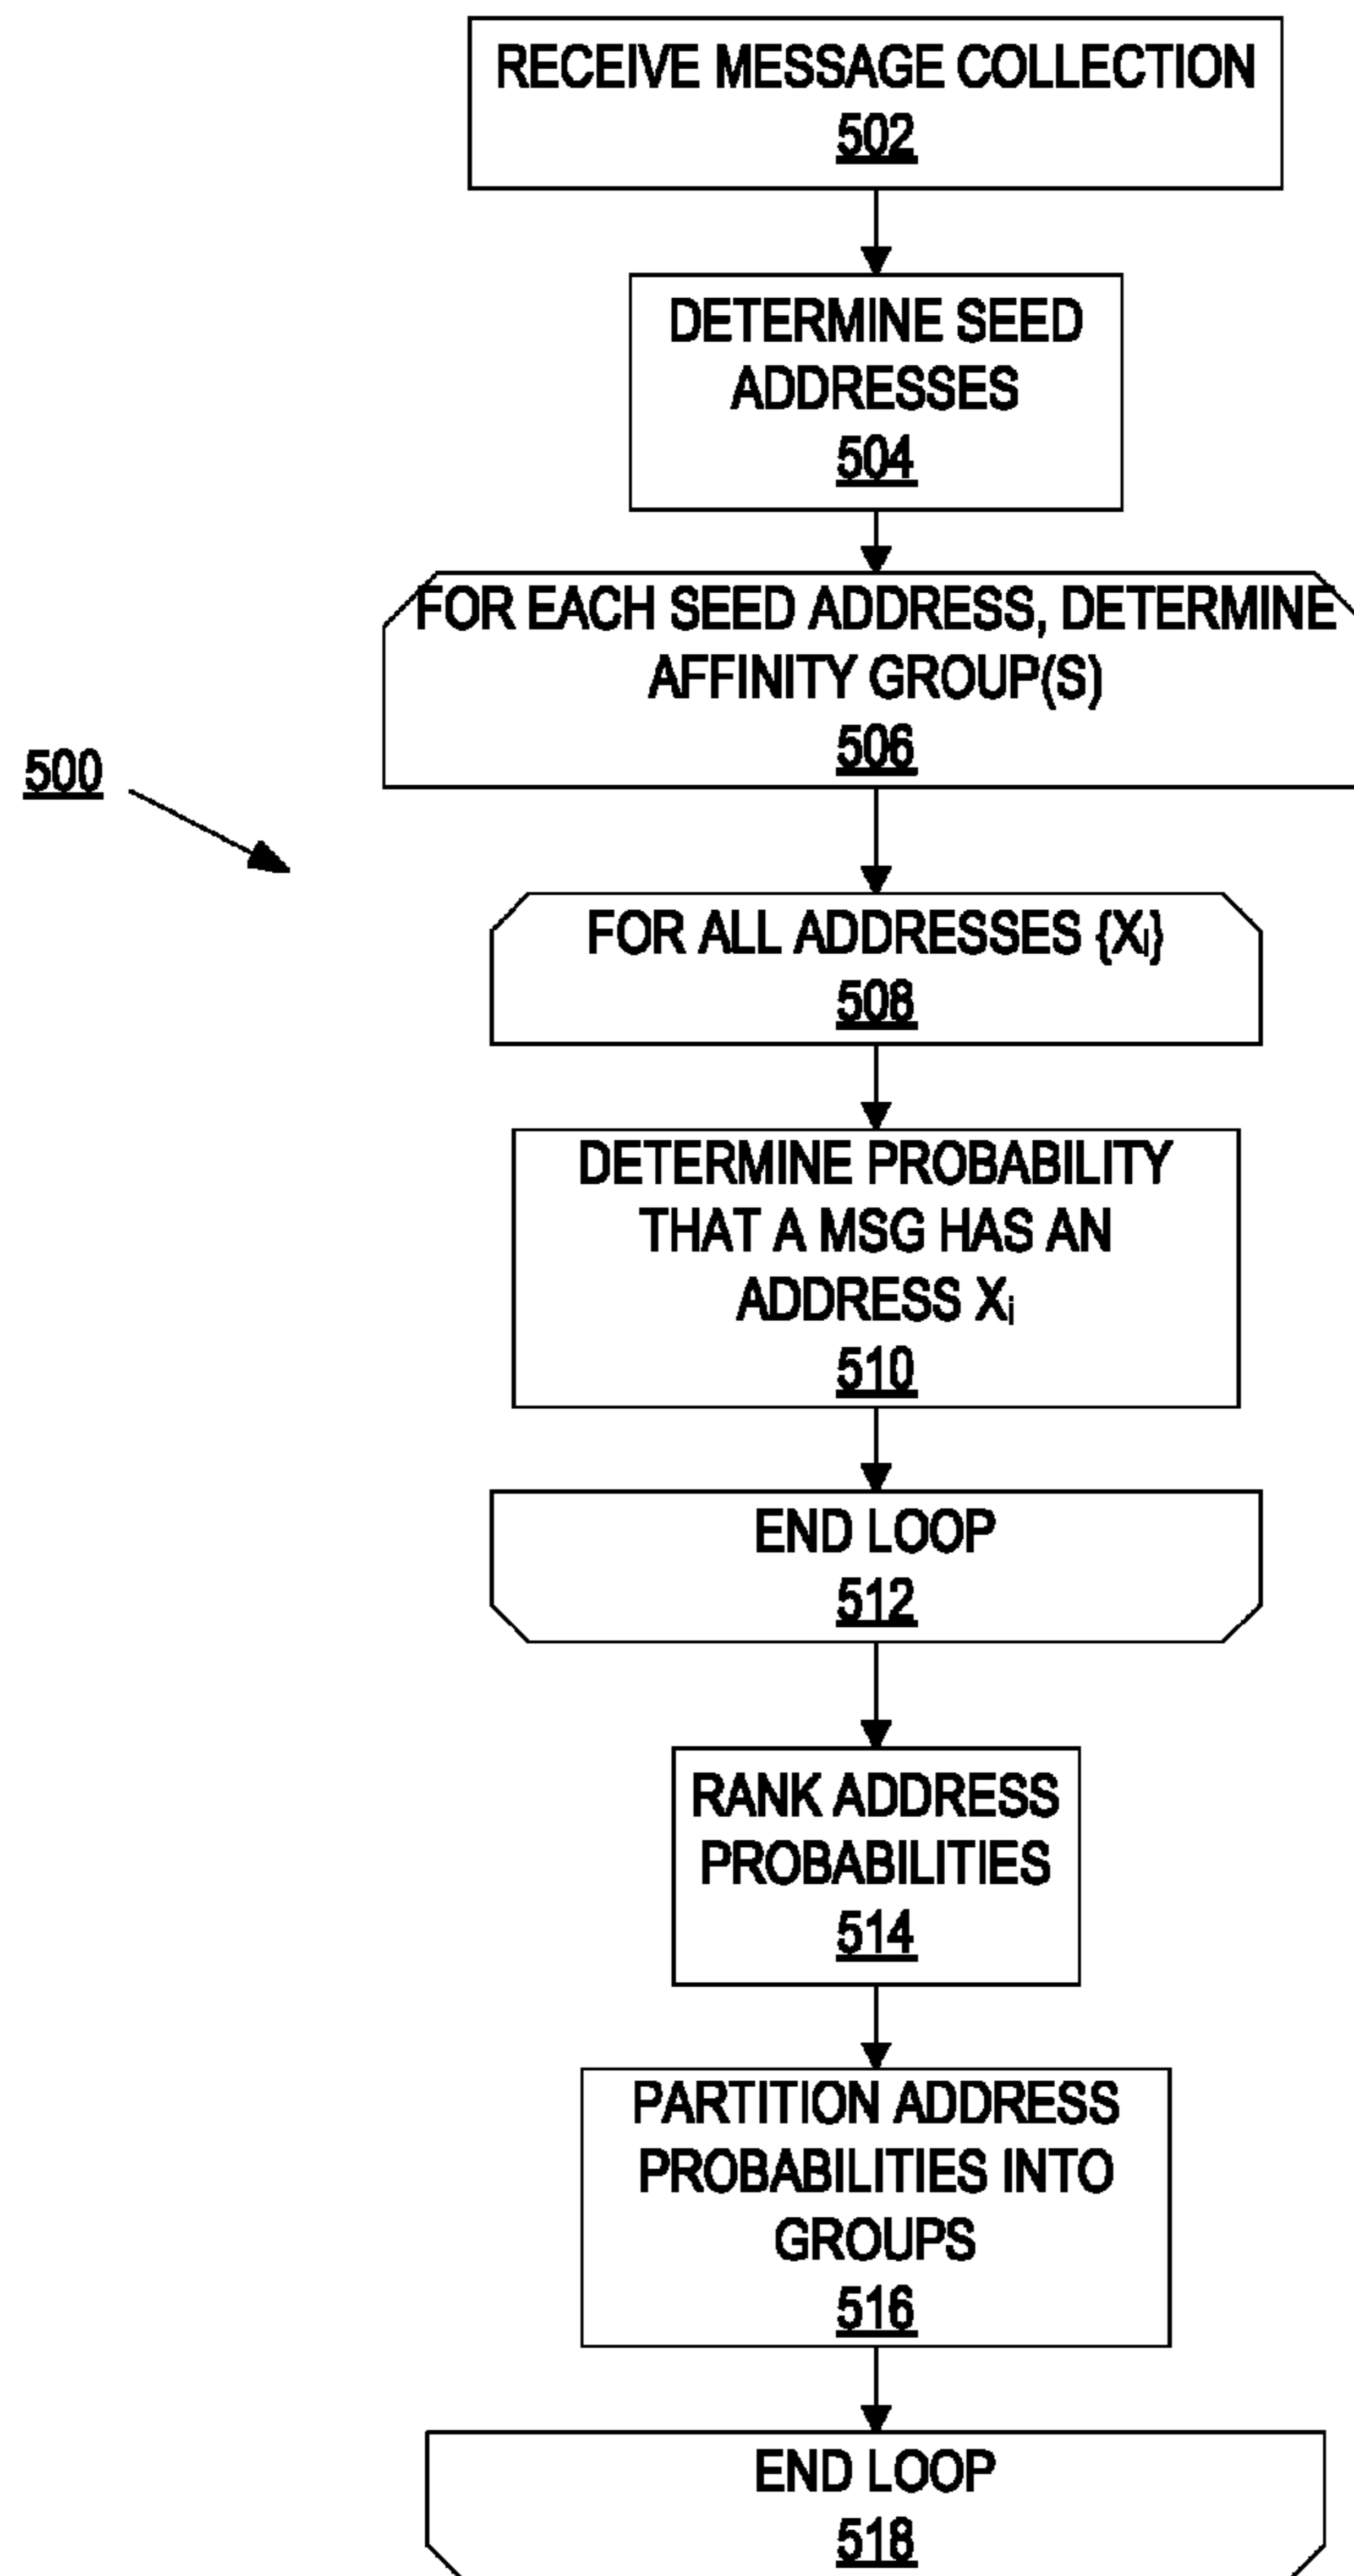 RECEIVE MESSAGE COLLECTION
502
DETERMINE SEED
ADDRESSES
504
FOR EACH SEED ADDRESS, DETERMINE
AFFINITY GROUP(S)
506
500
FOR ALL ADDRESSES {Xi}
508
DETERMINE PROBABILITY
THAT A MSG HAS AN
ADDRESS Xi
510
END LOOP
512
RANK ADDRESS
PROBABILITIES
514
PARTITION ADDRESS
PROBABILITIES INTO
GROUPS
516
END LOOP
518